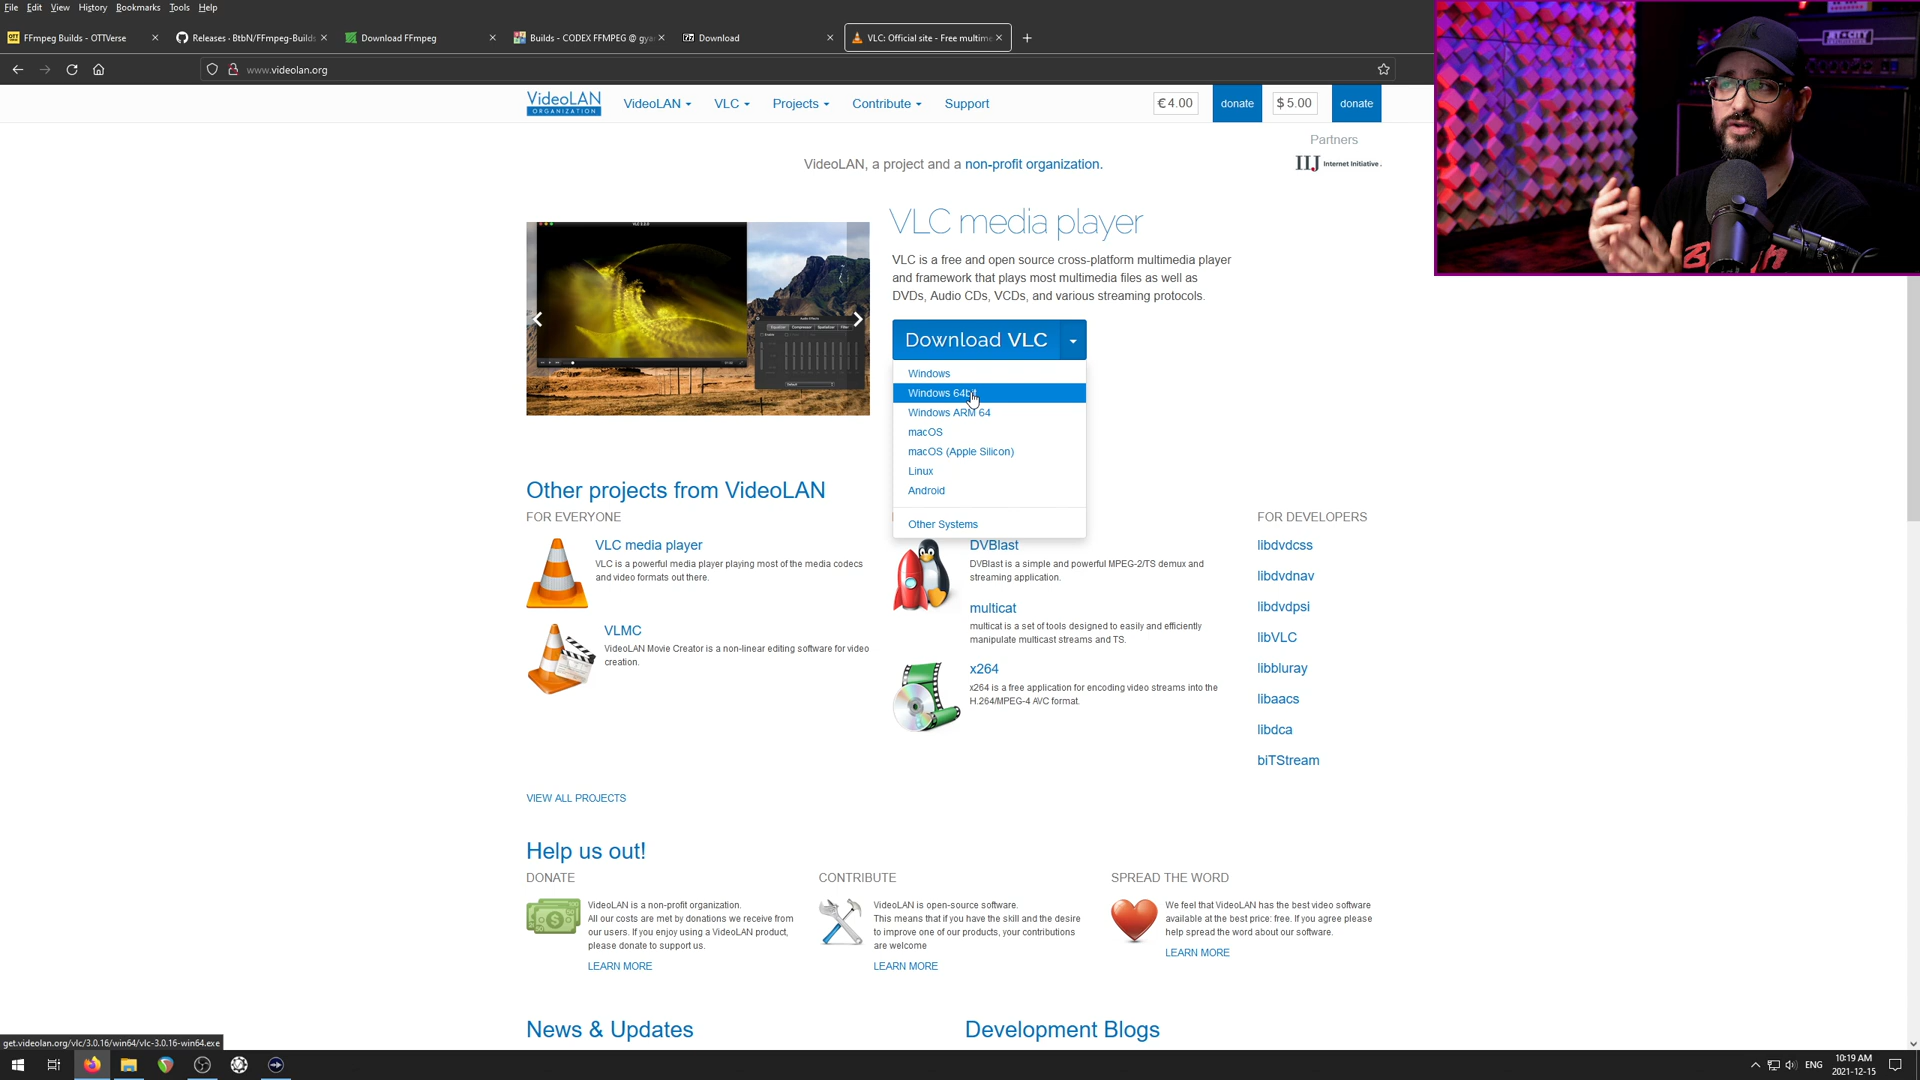 File Edit View History Bookmarks Tools Help
FFmpeg Builds - OTTVerse
Releases · BtbN/FFmpeg-Builds
Download FFmpeg
Builds - CODEX FFMPEG @ gya
Download
VLC: Official site - Free multime
www.videolan.org
VideoLAN
ORGANIZATION
VideoLAN
VLC
Projects
Contribute
Support
€ 4.00
donate
$ 5.00
donate
JET CITY
Partners
IIJ Internet Initiative.
VideoLAN, a project and a non-profit organization.
VLC media player
VLC is a free and open source cross-platform multimedia player
and framework that plays most multimedia files as well as
DVDs, Audio CDs, VCDs, and various streaming protocols.
Download VLC
Windows
Windows 64bit
Windows ARM 64
macOS
macOS (Apple Silicon)
Linux
Android
Other Systems
Other projects from VideoLAN
FOR EVERYONE
VLC media player
VLC is a powerful media player playing most of the media codecs
and video formats out there.
VLMC
VideoLAN Movie Creator is a non-linear editing software for video
creation.
DVBlast
DVBlast is a simple and powerful MPEG-2/TS demux and
streaming application.
multicat
multicat is a set of tools designed to easily and efficiently
manipulate multicast streams and TS.
x264
x264 is a free application for encoding video streams into the
H.264/MPEG-4 AVC format.
FOR DEVELOPERS
libdvdcss
libdvdnav
libdvdpsi
libVLC
libbluray
libaacs
libdca
biTStream
VIEW ALL PROJECTS
Help us out!
DONATE
VideoLAN is a non-profit organization.
All our costs are met by donations we receive from
our users. If you enjoy using a VideoLAN product,
please donate to support us.
LEARN MORE
CONTRIBUTE
VideoLAN is open-source software.
This means that if you have the skill and the desire
to improve one of our products, your contributions
are welcome
LEARN MORE
SPREAD THE WORD
We feel that VideoLAN has the best video software
available at the best price: free. If you agree please
help spread the word about our software.
LEARN MORE
News & Updates
Development Blogs
get.videolan.org/vlc/3.0.16/win64/vlc-3.0.16-win64.exe
ENG
10:19 AM
2021-12-15